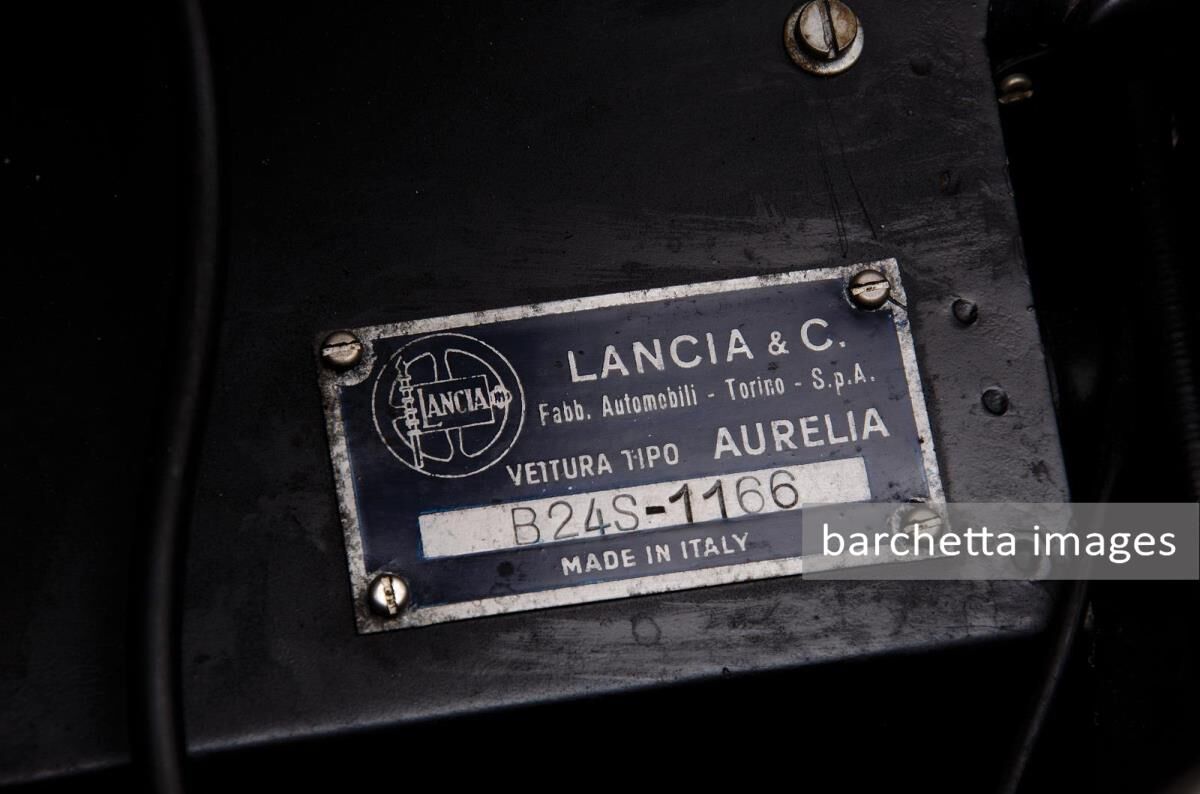 LANCIA & C.
Fabb. Automobili - Torino - S.p.A.
LANCIA
VETTURA TIPO AURELIA
B24S-1166
MADE IN ITALY
barchetta images